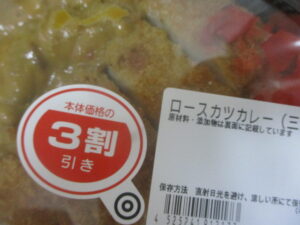 本体価格の
3割
引き
ロースカツカレー（三
原材料・添加物は裏面に記載しています
保存方法 直射日光を避け、涼しい所にて保